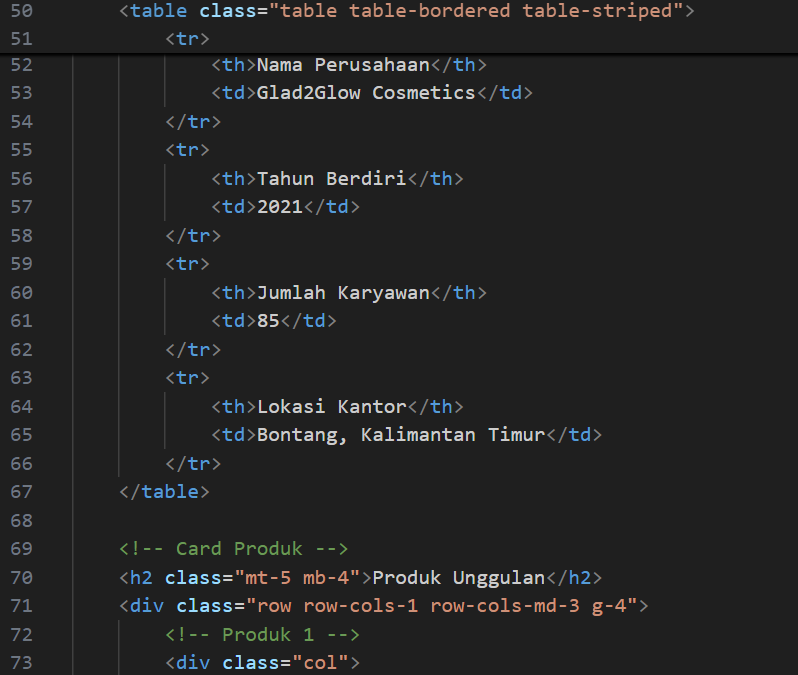 50 <table class="table table-bordered table-striped">
51 <tr>
52 <th>Nama Perusahaan</th>
53 <td>Glad2Glow Cosmetics</td>
54 </tr>
55 <tr>
56 <th>Tahun Berdiri</th>
57 <td>2021</td>
58 </tr>
59 <tr>
60 <th>Jumlah Karyawan</th>
61 <td>85</td>
62 </tr>
63 <tr>
64 <th>Lokasi Kantor</th>
65 <td>Bontang, Kalimantan Timur</td>
66 </tr>
67 </table>
68
69 <!-- Card Produk -->
70 <h2 class="mt-5 mb-4">Produk Unggulan</h2>
71 <div class="row row-cols-1 row-cols-md-3 g-4">
72 <!-- Produk 1 -->
73 <div class="col">